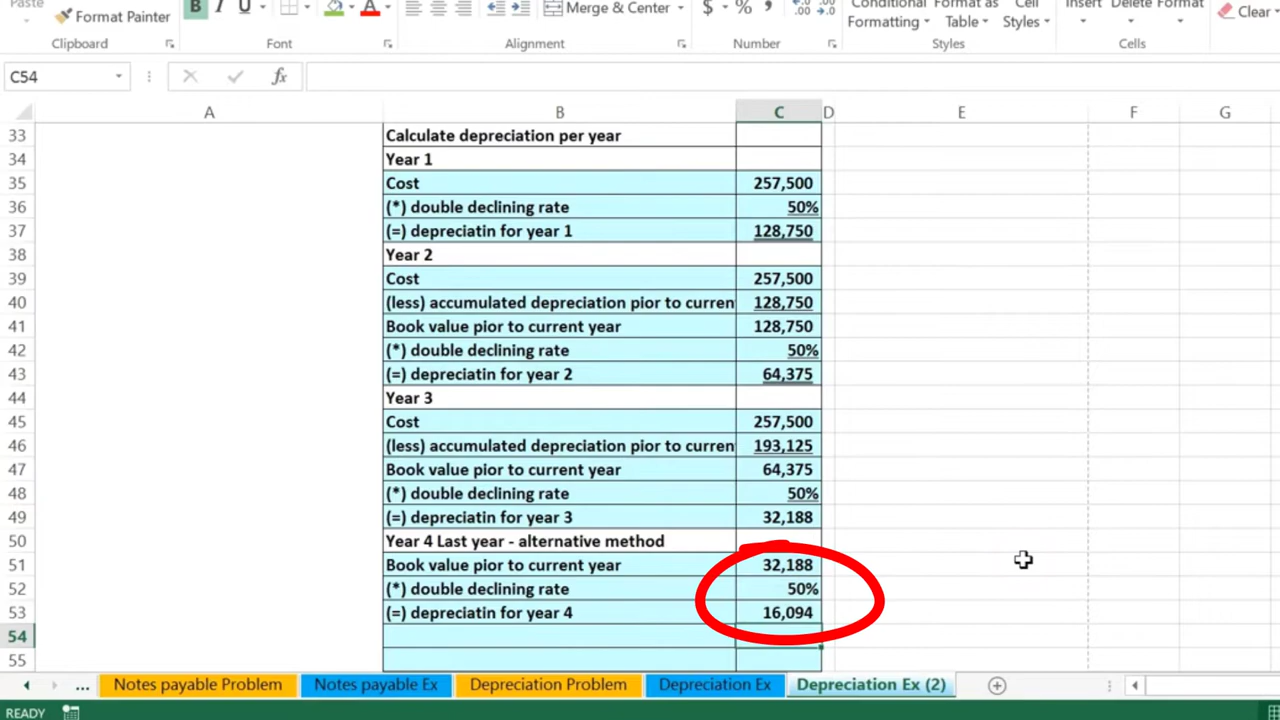 Paste
Format Painter
B I U
A
Merge & Center
$ % ,
Conditional Formatting
Format as Table
Cell Styles
Insert Delete Format
Clear
Clipboard
Font
Alignment
Number
Styles
Cells
C54
fx
A B C D E F G
33 Calculate depreciation per year
34 Year 1
35 Cost 257,500
36 (*) double declining rate 50%
37 (=) depreciatin for year 1 128,750
38 Year 2
39 Cost 257,500
40 (less) accumulated depreciation pior to curren 128,750
41 Book value pior to current year 128,750
42 (*) double declining rate 50%
43 (=) depreciatin for year 2 64,375
44 Year 3
45 Cost 257,500
46 (less) accumulated depreciation pior to curren 193,125
47 Book value pior to current year 64,375
48 (*) double declining rate 50%
49 (=) depreciatin for year 3 32,188
50 Year 4 Last year - alternative method
51 Book value pior to current year 32,188
52 (*) double declining rate 50%
53 (=) depreciatin for year 4 16,094
54
55
... Notes payable Problem Notes payable Ex Depreciation Problem Depreciation Ex Depreciation Ex (2)
READY